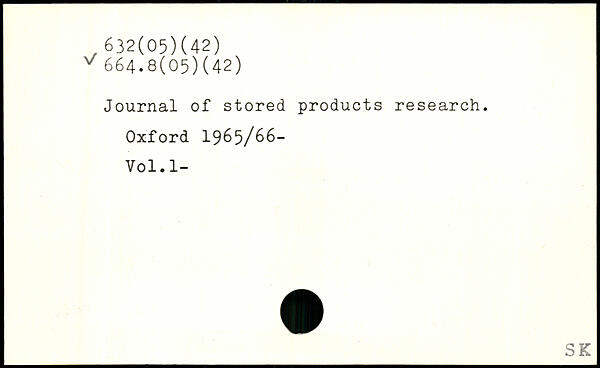 632(05)(42)
✓ 664.8(05)(42)
Journal of stored products research.
Oxford 1965/66-
Vol.1-
SK